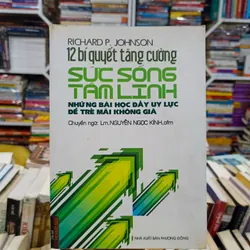 RICHARD P. JOHNSON
12 bí quyết tăng cường
SỨC SỐNG
TÂM LINH
NHỮNG BÀI HỌC ĐẦY UY LỰC
ĐỂ TRẺ MÃI KHÔNG GIÀ
Chuyển ngữ: Lm. NGUYỄN NGỌC KÍNH, ofm
NHÀ XUẤT BẢN PHƯƠNG ĐÔNG